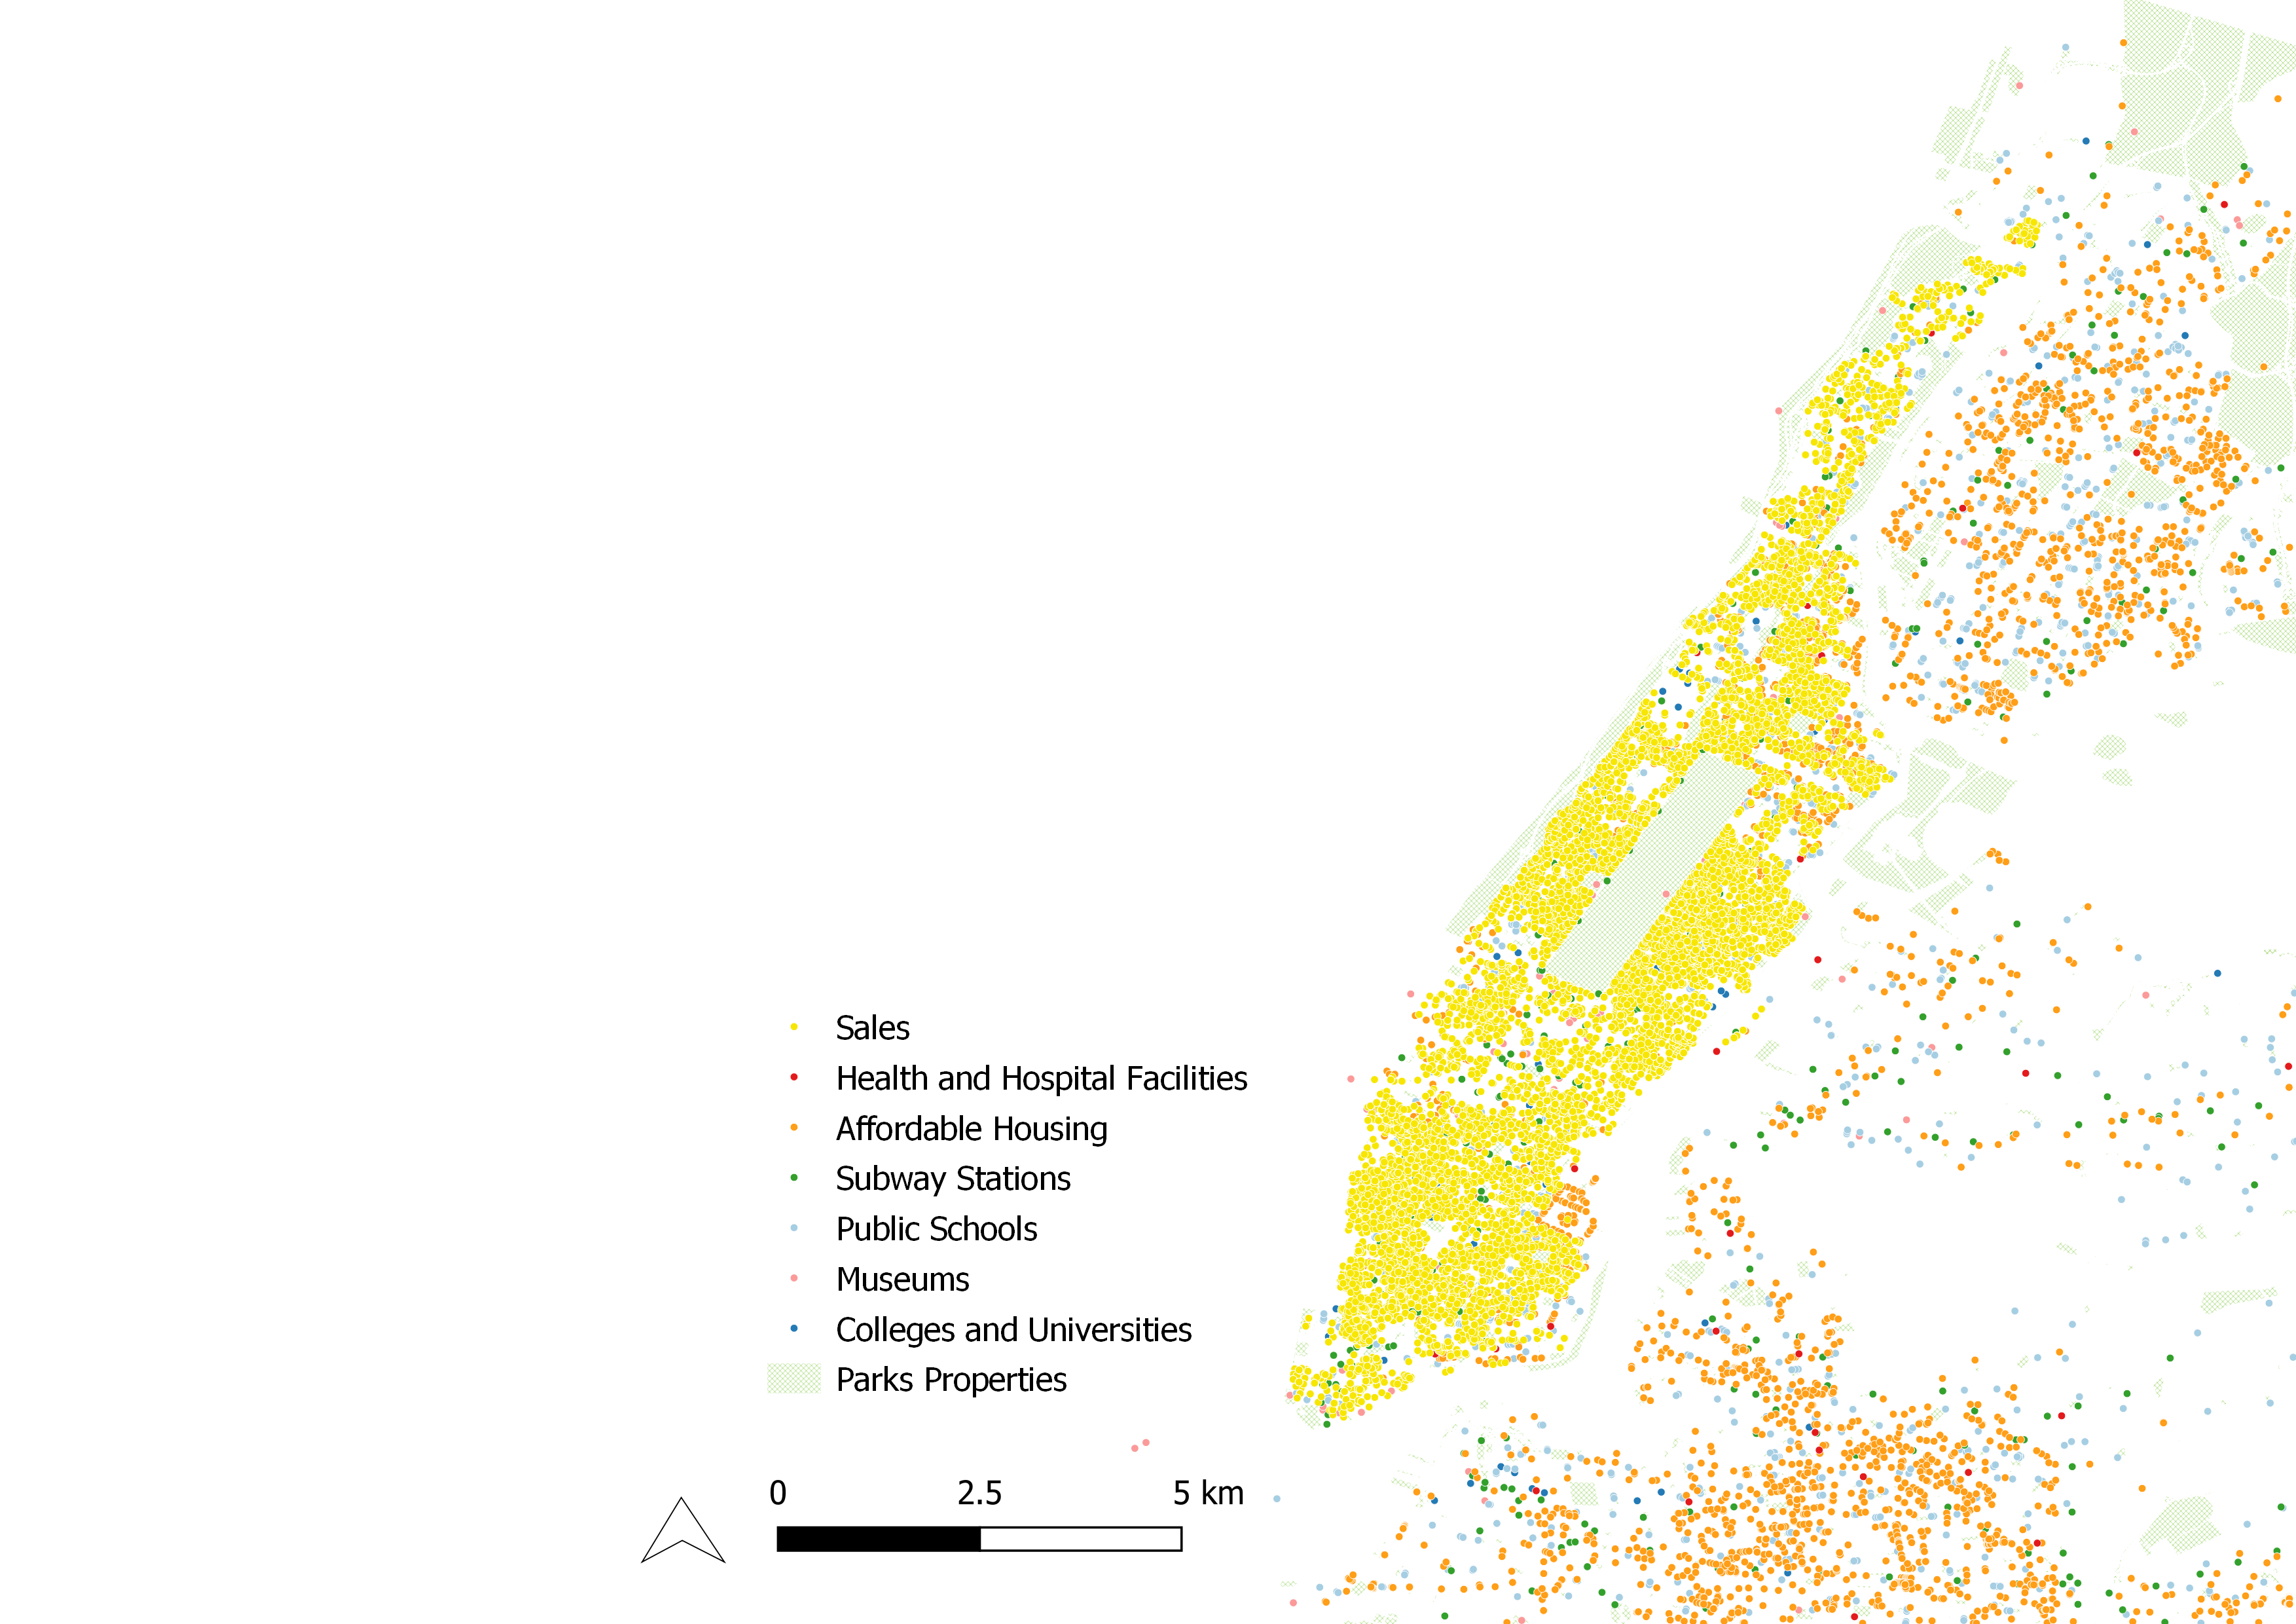 Sales
Health and Hospital Facilities
Affordable Housing
Subway Stations
Public Schools
Museums
Colleges and Universities
Parks Properties
0 2.5 5 km